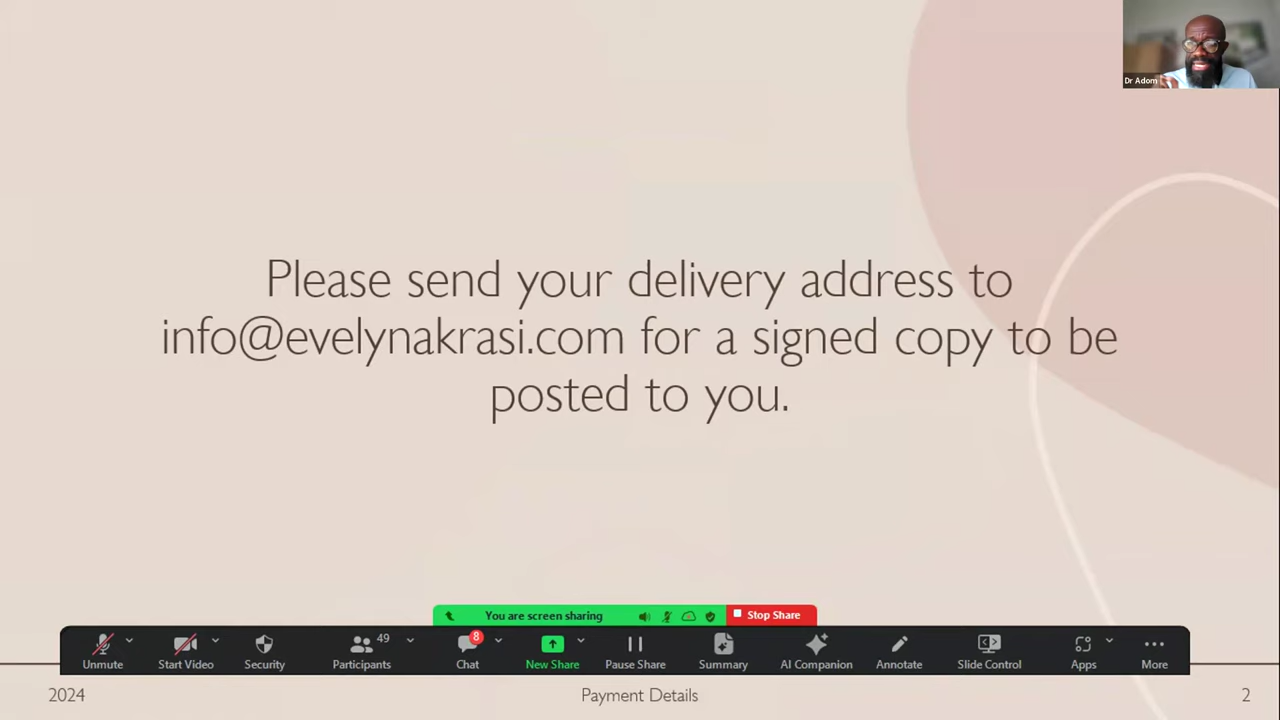 Dr Adom
Please send your delivery address to
info@evelynakrasi.com for a signed copy to be
posted to you.
You are screen sharing
Stop Share
Unmute
Start Video
Security
Participants
49
Chat
8
New Share
Pause Share
Summary
AI Companion
Annotate
Slide Control
Apps
More
2024
Payment Details
2